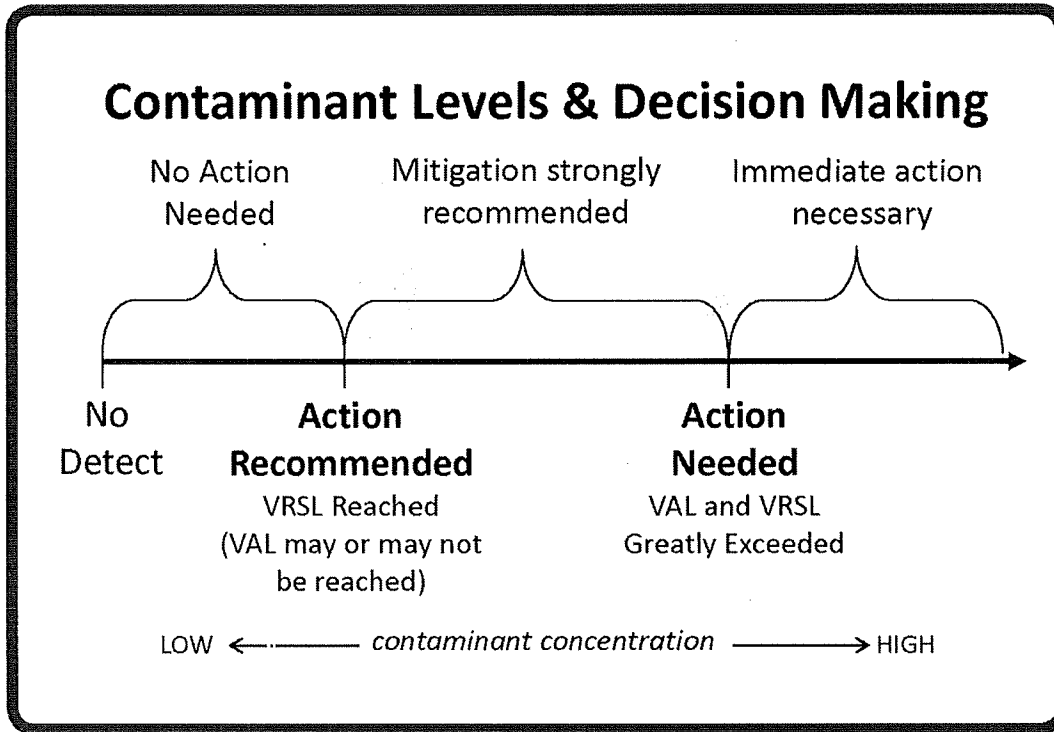 Contaminant Levels & Decision Making
No Action
Needed
Mitigation strongly
recommended
Immediate action
necessary
No
Detect
Action
Recommended
VRSL Reached
(VAL may or may not
be reached)
Action
Needed
VAL and VRSL
Greatly Exceeded
LOW contaminant concentration HIGH